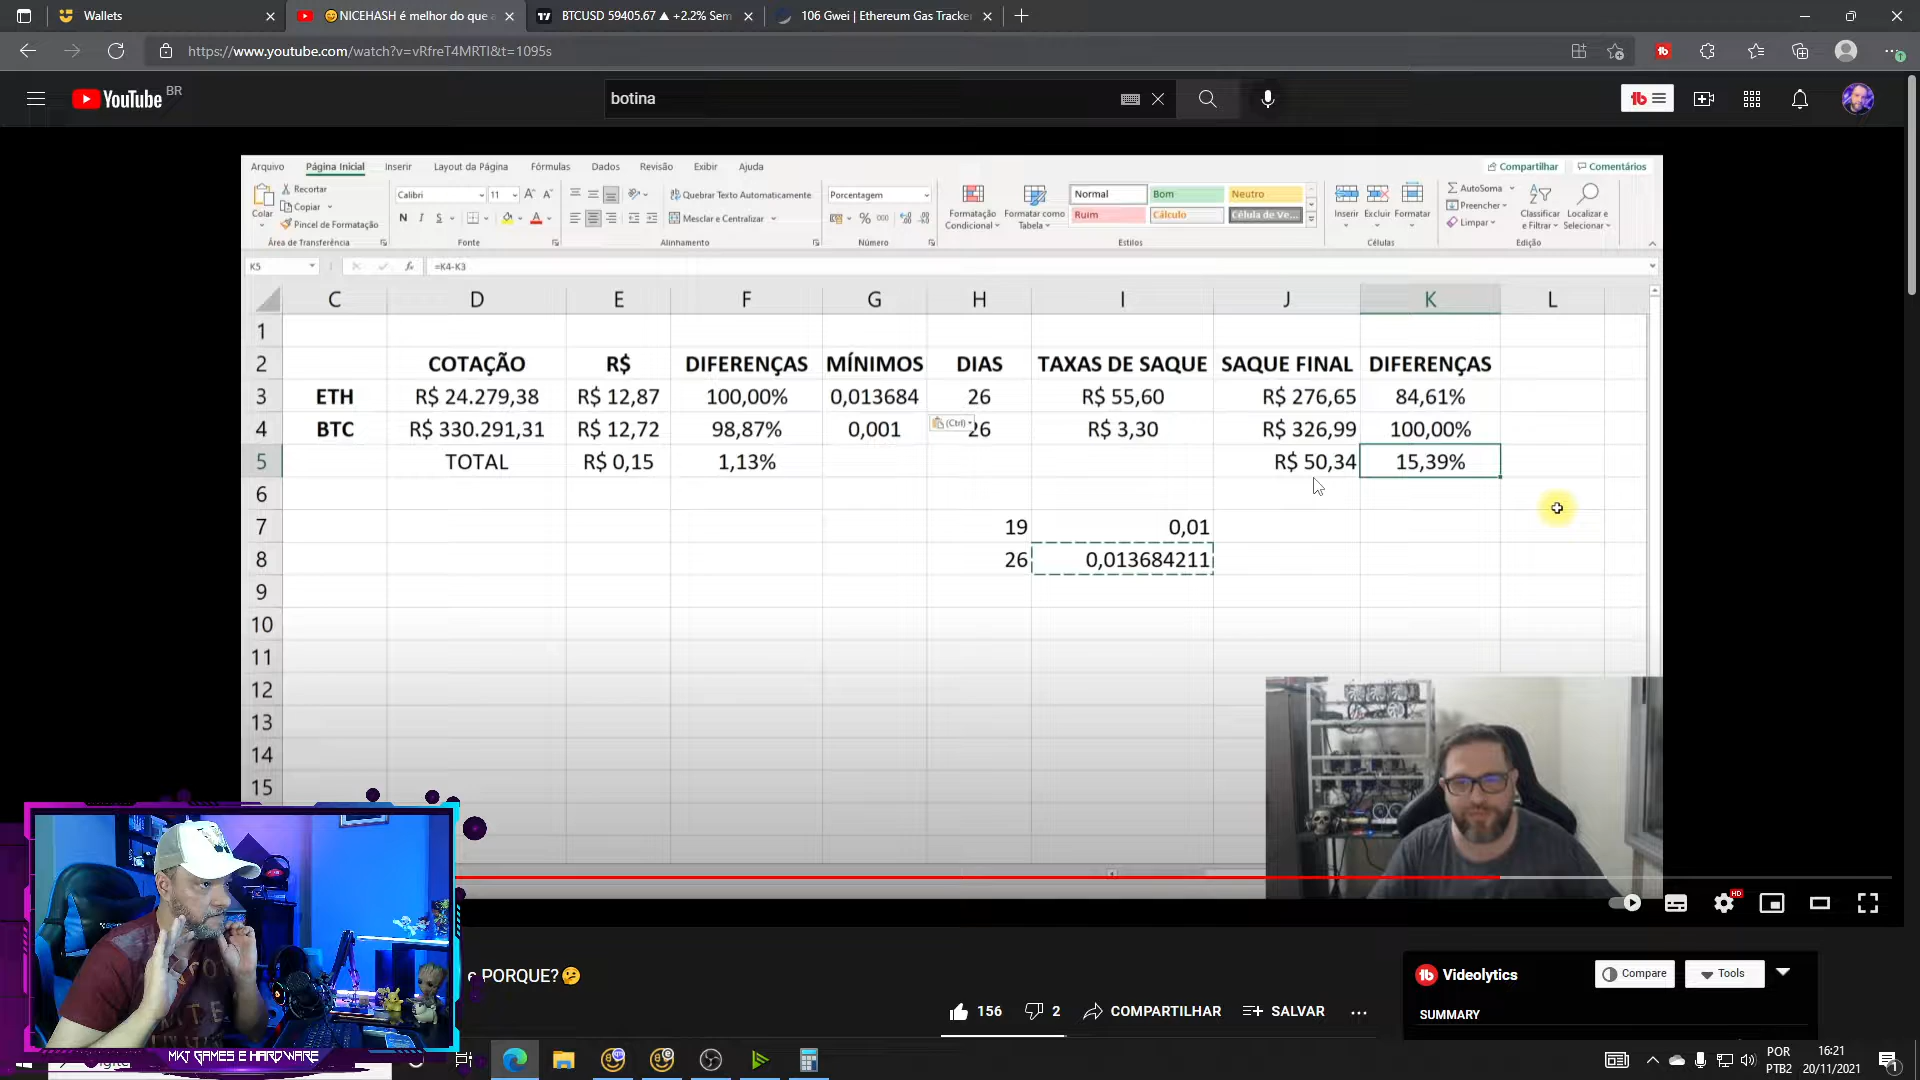 Wallets
NICEHASH é melhor do que a
BTCUSD 59405.67 ▲ +2.2% Sem
106 Gwei | Ethereum Gas Tracke
https://www.youtube.com/watch?v=vRfreT4MRTI&t=1095s
YouTube BR
botina
Arquivo Página Inicial Inserir Layout da Página Fórmulas Dados Revisão Exibir Ajuda
Compartilhar Comentários
Colar
Recortar
Copiar
Pincel de Formatação
Área de Transferência
Calibri 11
N I S
Fonte
Quebrar Texto Automaticamente
Mesclar e Centralizar
Alinhamento
Porcentagem
% 000
Número
Formatação Condicional
Formatar como Tabela
Normal Bom Neutro
Ruim Cálculo Célula de Ve...
Estilos
Inserir Excluir Formatar
Células
AutoSoma
Preencher
Limpar
Classificar e Filtrar
Localizar e Selecionar
Edição
K5 fx =K4-K3
C D E F G H I J K L
1
2 COTAÇÃO R$ DIFERENÇAS MÍNIMOS DIAS TAXAS DE SAQUE SAQUE FINAL DIFERENÇAS
3 ETH R$ 24.279,38 R$ 12,87 100,00% 0,013684 26 R$ 55,60 R$ 276,65 84,61%
4 BTC R$ 330.291,31 R$ 12,72 98,87% 0,001 (Ctrl) 26 R$ 3,30 R$ 326,99 100,00%
5 TOTAL R$ 0,15 1,13% R$ 50,34 15,39%
6
7 19 0,01
8 26 0,013684211
9
10
11
12
13
14
15
HD
PORQUE?
156 2 COMPARTILHAR SALVAR ...
Videolytics Compare Tools
SUMMARY
MKT GAMES E HARDWARE
POR
PTB2
16:21
20/11/2021
1